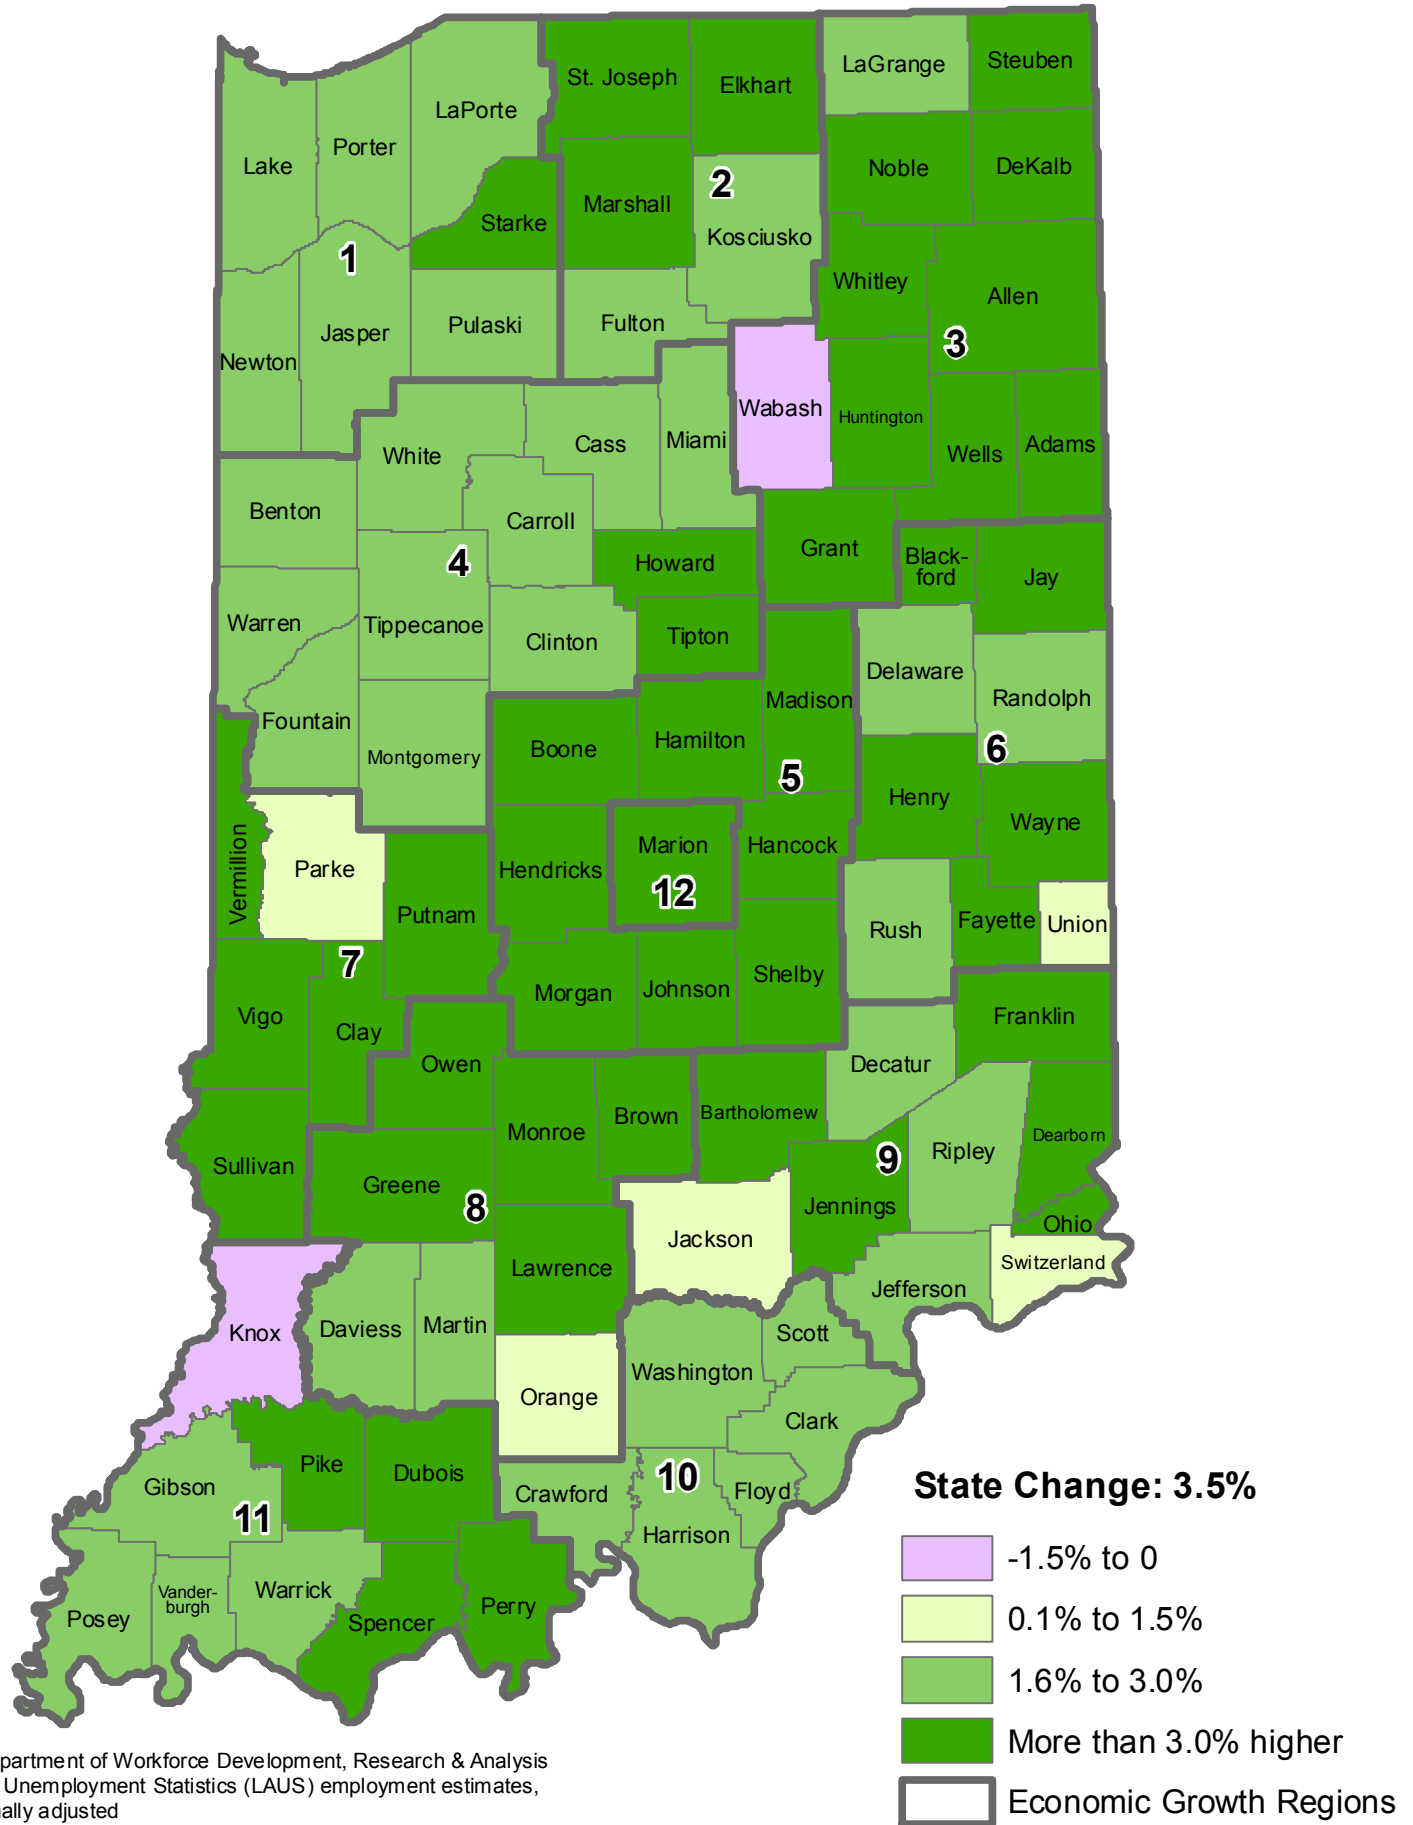 St. Joseph
Elkhart
LaGrange
Steuben
LaPorte
Porter
Lake
Noble
DeKalb
2
Marshall
Starke
Kosciusko
1
Whitley
Allen
Jasper
Pulaski
Fulton
3
Newton
Wabash
Huntington
Miami
Cass
White
Wells
Adams
Benton
Carroll
4
Howard
Grant
Black-
ford
Jay
Warren
Tippecanoe
Clinton
Tipton
Delaware
Randolph
Madison
Fountain
Boone
Hamilton
6
Montgomery
5
Henry
Wayne
Vermillion
Parke
Hendricks
Marion
Hancock
12
Putnam
Rush
Fayette
Union
7
Morgan
Johnson
Shelby
Vigo
Clay
Franklin
Owen
Decatur
Monroe
Brown
Bartholomew
Dearborn
Sullivan
9
Ripley
Greene
8
Jennings
Ohio
Jackson
Lawrence
Switzerland
Jefferson
Knox
Daviess
Martin
Scott
Washington
Orange
Clark
Pike
Dubois
10
Gibson
Crawford
Floyd
11
Harrison
Warrick
Vander-
burgh
Posey
Spencer
Perry
State Change: 3.5%
-1.5% to 0
0.1% to 1.5%
1.6% to 3.0%
More than 3.0% higher
Economic Growth Regions
partment of Workforce Development, Research & Analysis
Unemployment Statistics (LAUS) employment estimates,
ally adjusted